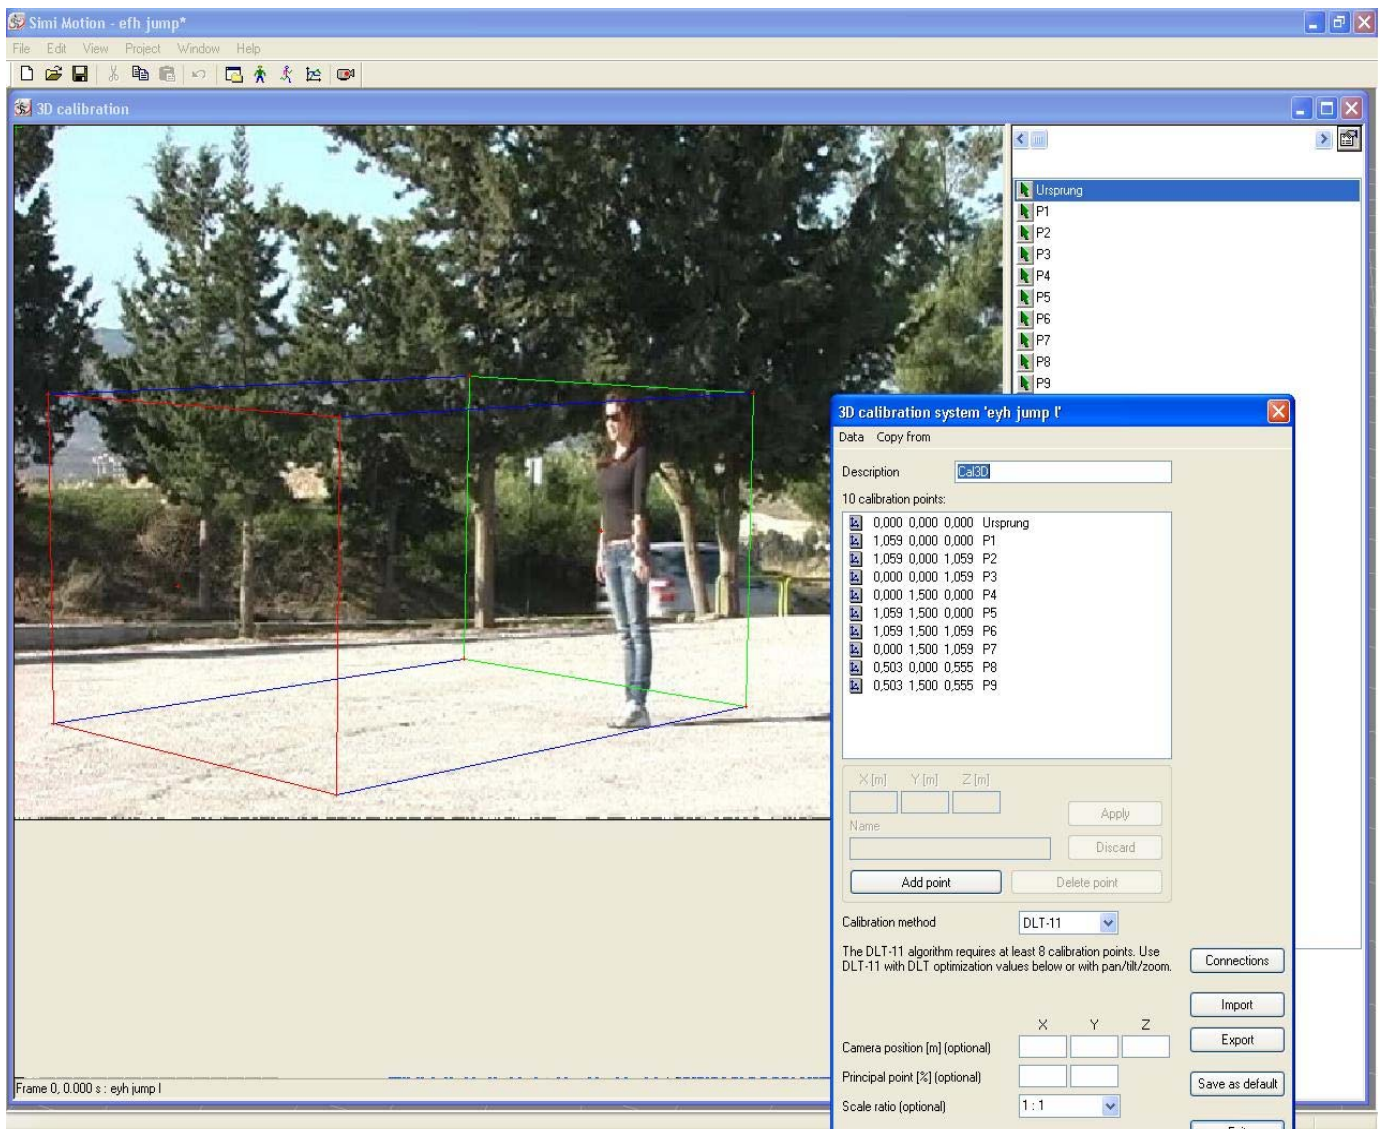 Simi Motion - efh jump*
File Edit View Project Window Help
3D calibration
Ursprung
P1
P2
P3
P4
P5
P6
P7
P8
P9
3D calibration system 'eyh jump l'
Data Copy from
Description Cal3D
10 calibration points:
0,000 0,000 0,000 Ursprung
1,059 0,000 0,000 P1
1,059 0,000 1,059 P2
0,000 0,000 1,059 P3
0,000 1,500 0,000 P4
1,059 1,500 0,000 P5
1,059 1,500 1,059 P6
0,000 1,500 1,059 P7
0,503 0,000 0,555 P8
0,503 1,500 0,555 P9
X [m] Y [m] Z [m]
Apply
Name
Discard
Add point Delete point
Calibration method DLT-11
The DLT-11 algorithm requires at least 8 calibration points. Use
DLT-11 with DLT optimization values below or with pan/tilt/zoom.
Connections
Import
X Y Z
Camera position [m] (optional) Export
Principal point [%] (optional)
Save as default
Scale ratio (optional) 1 : 1
Frame 0, 0.000 s : eyh jump l